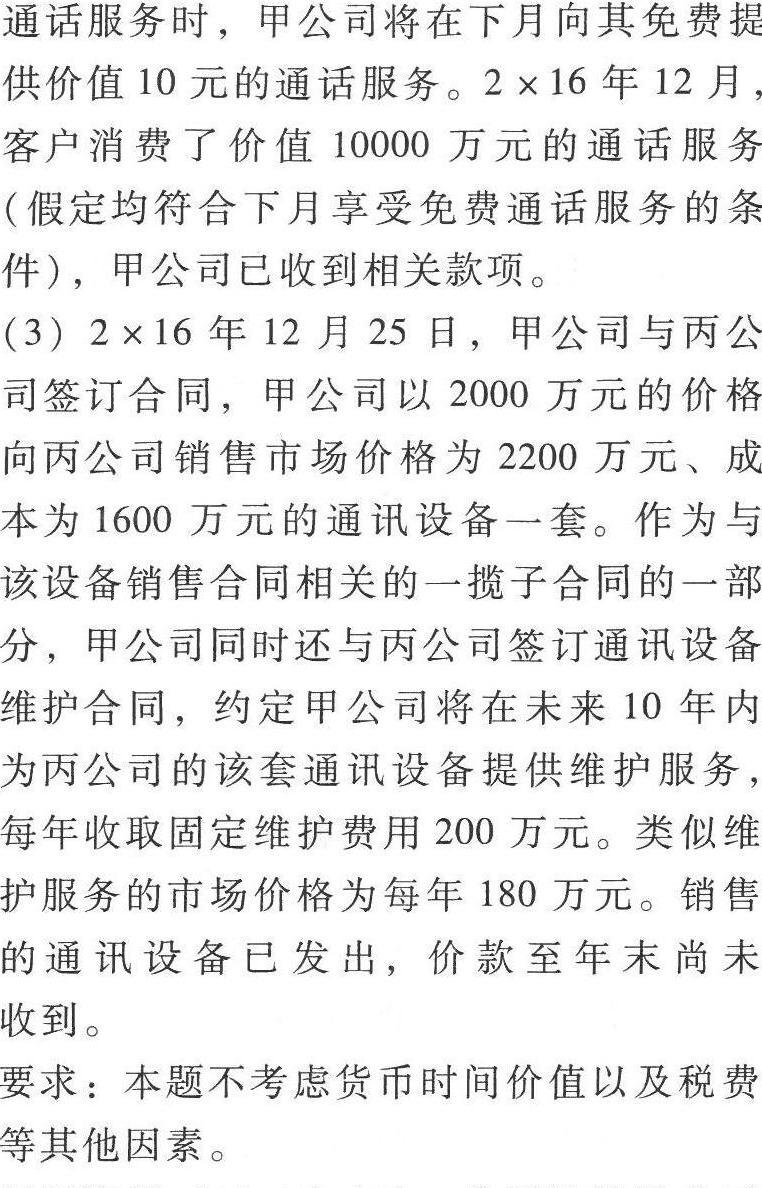 通话服务时，甲公司将在下月向其免费提
供价值 10 元的通话服务。2×16 年 12 月，
客户消费了价值 10000 万元的通话服务
(假定均符合下月享受免费通话服务的条
件)，甲公司已收到相关款项。
(3) 2×16 年 12 月 25 日，甲公司与丙公
司签订合同，甲公司以 2000 万元的价格
向丙公司销售市场价格为 2200 万元、成
本为 1600 万元的通讯设备一套。作为与
该设备销售合同相关的一揽子合同的一部
分，甲公司同时还与丙公司签订通讯设备
维护合同，约定甲公司将在未来 10 年内
为丙公司的该套通讯设备提供维护服务，
每年收取固定维护费用 200 万元。类似维
护服务的市场价格为每年 180 万元。销售
的通讯设备已发出，价款至年末尚未
收到。
要求：本题不考虑货币时间价值以及税费
等其他因素。